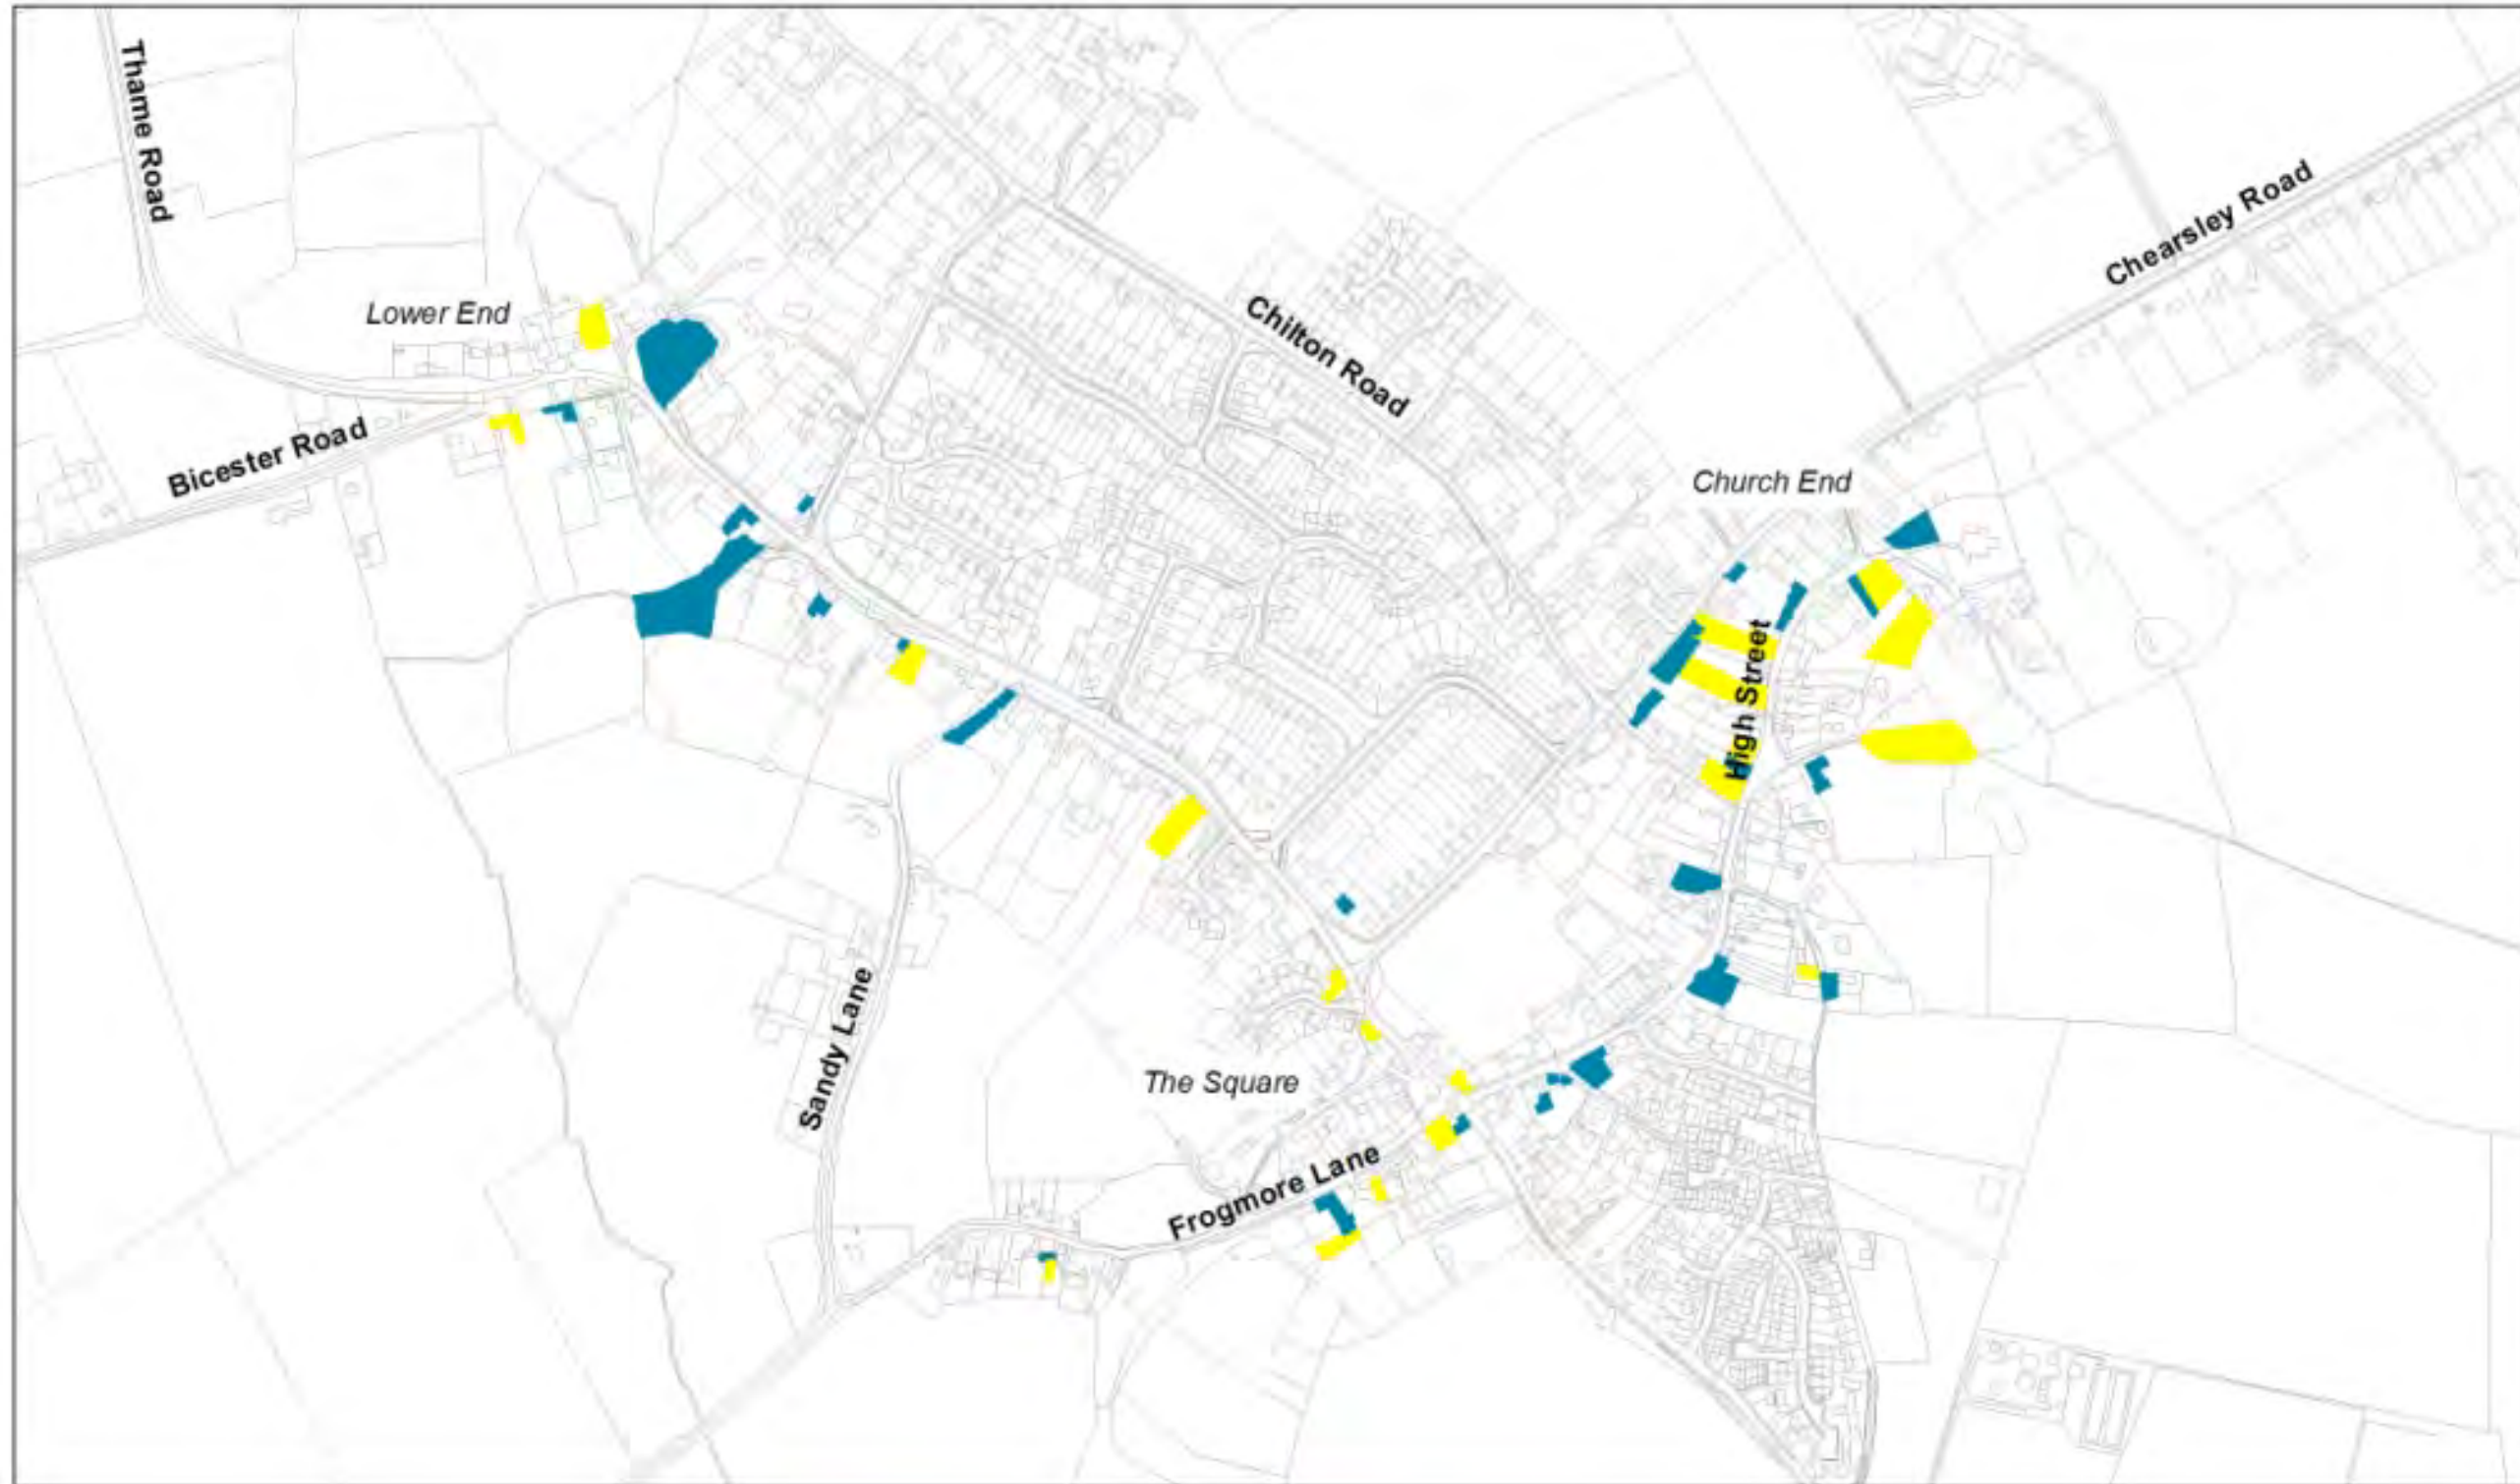 Thame Road
Lower End
Bicester Road
Chilton Road
Chearsley Road
Church End
High Street
Sandy Lane
The Square
Frogmore Lane